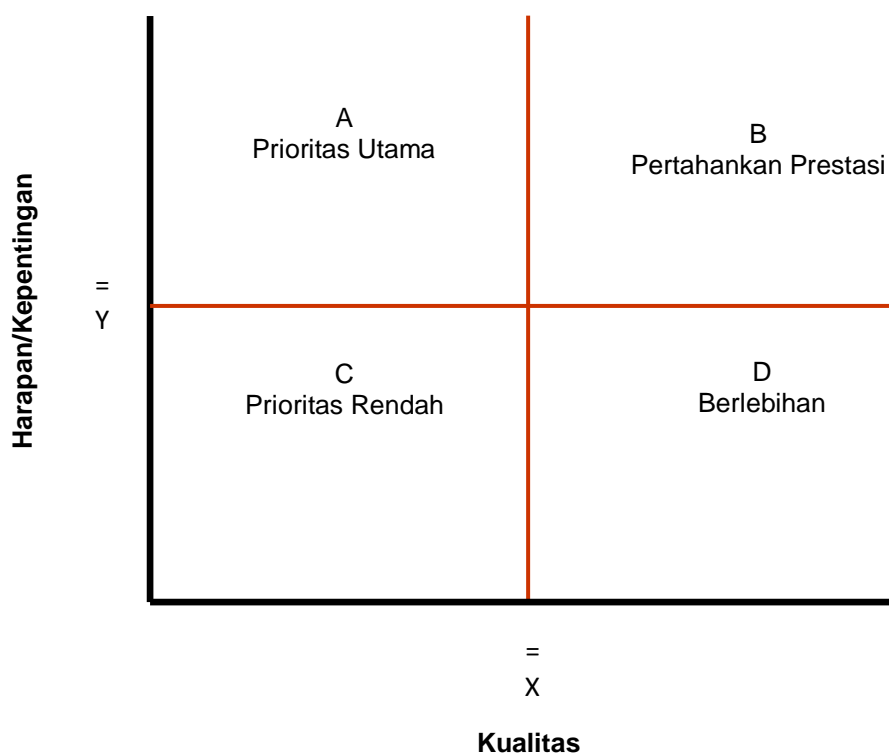 A
Prioritas Utama
B
Pertahankan Prestasi
Harapan/Kepentingan
=
Y
C
Prioritas Rendah
D
Berlebihan
=
X
Kualitas